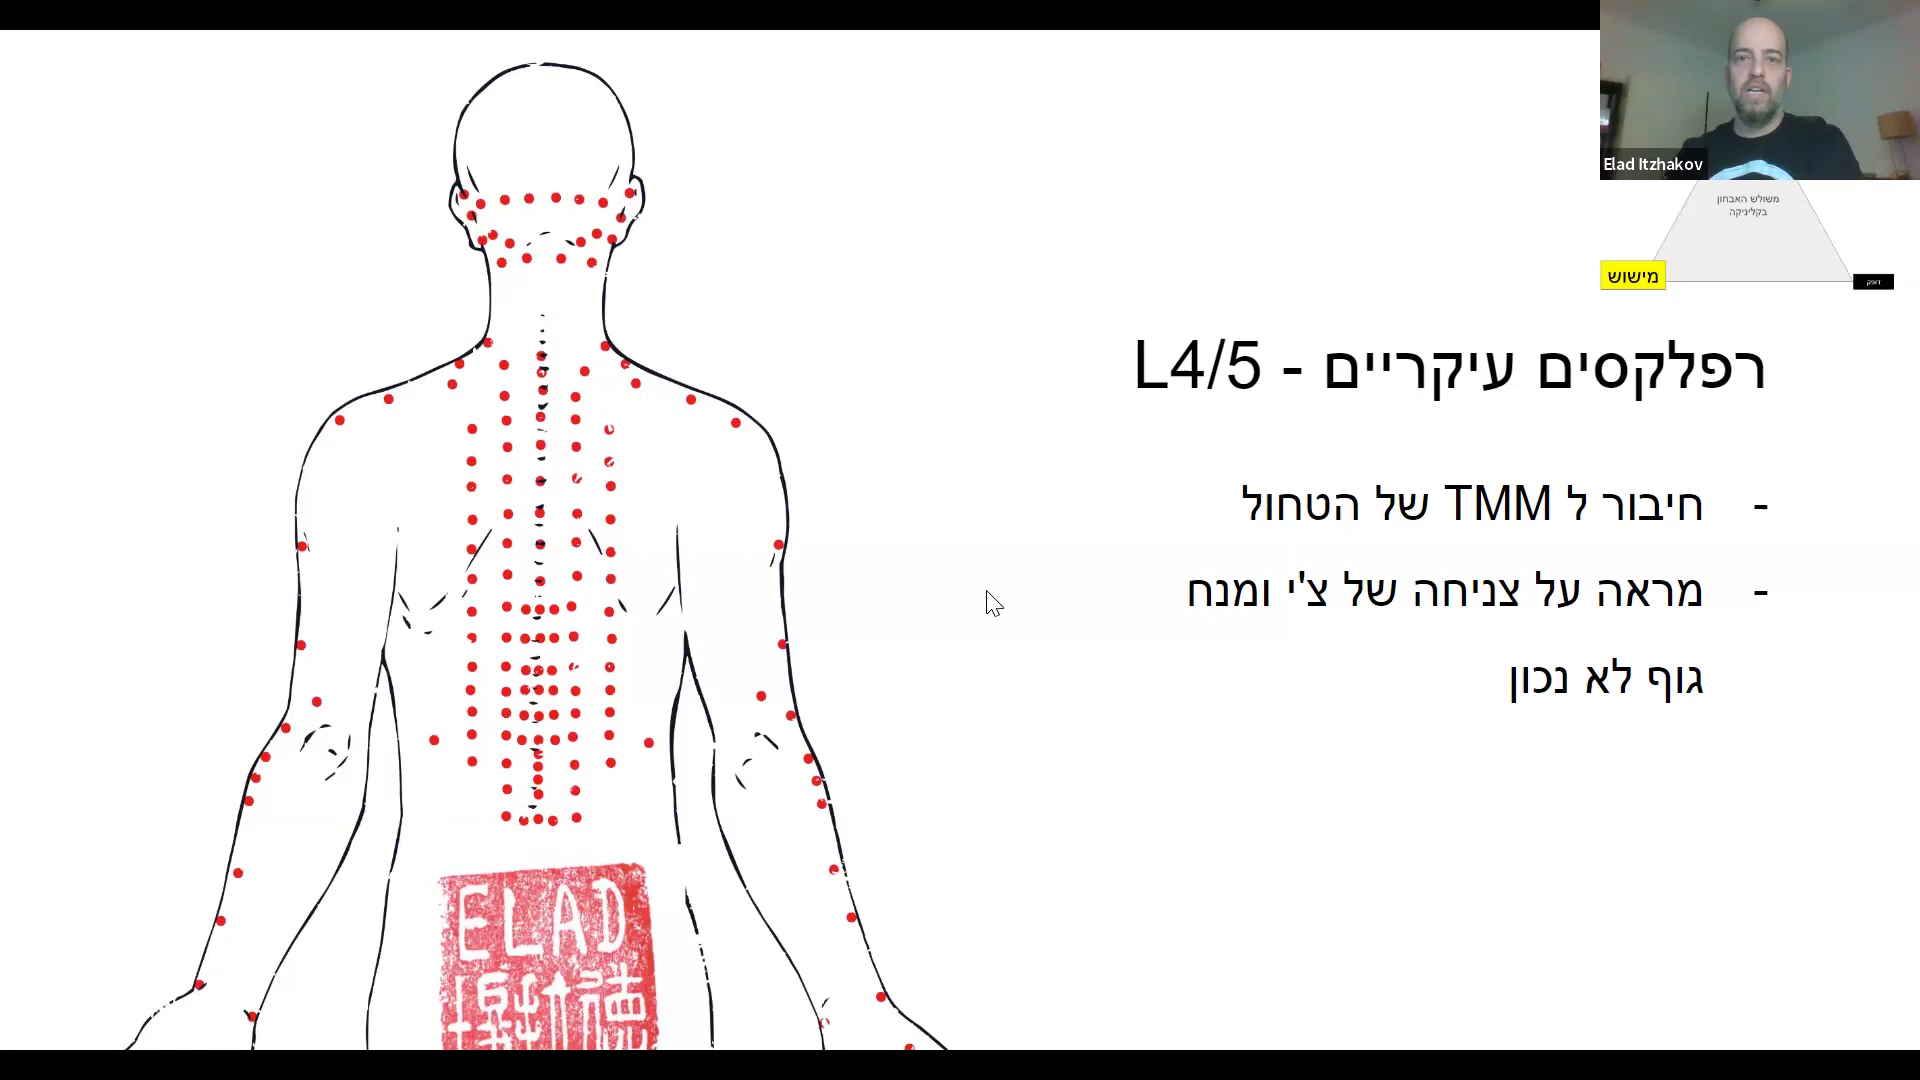 Elad Itzhakov
משולש האבחון
בקליניקה
מישוש
דופק
רפלקסים עיקריים - L4/5
- חיבור ל TMM של הטחול
- מראה על צניחה של צ'י ומנח
גוף לא נכון
ELAD